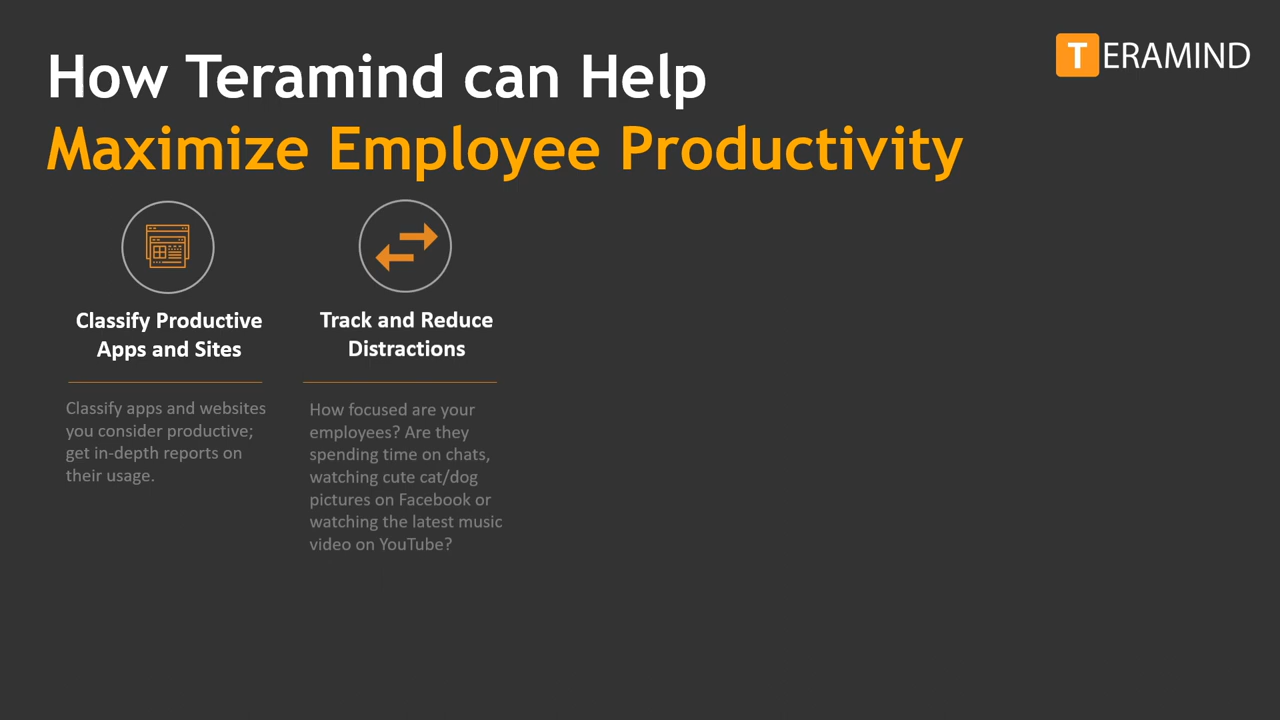 How Teramind can Help
TERAMIND
Maximize Employee Productivity
Classify Productive
Apps and Sites
Classify apps and websites
you consider productive;
get in-depth reports on
their usage.
Track and Reduce
Distractions
How focused are your
employees? Are they
spending time on chats,
watching cute cat/dog
pictures on Facebook or
watching the latest music
video on YouTube?